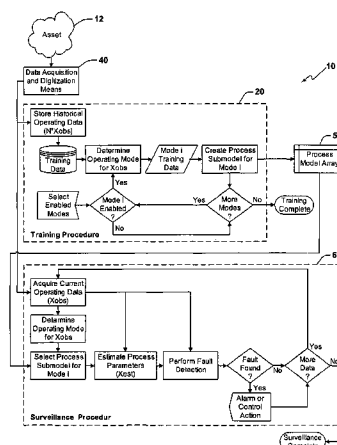 12
Asset
40
Data Acquisition
and Digitization
Means
10
20
Store Historical
Operating Data
(N*Xobs)
Training
Data
Determine
Operating Mode
for Xobs
Mode i
Training
Data
Create Process
Submodel for
Mode I
5
Process
Model Array
Yes
Select
Enabled
Modes
Mode I
Enabled
?
Yes
More
Modes
?
No
Training
Complete
No
Training Procedure
6
Acquire Current
Operating Data
(Xobs)
Determine
Operating Mode
for Xobs
Select Process
Submodel for
Mode I
Estimate Process
Parameters
(Xest)
Perform Fault
Detection
Fault
Found
?
No
Yes
More
Data
?
No
Yes
Alarm or
Control
Action
Surveillance Procedur
Surveillance